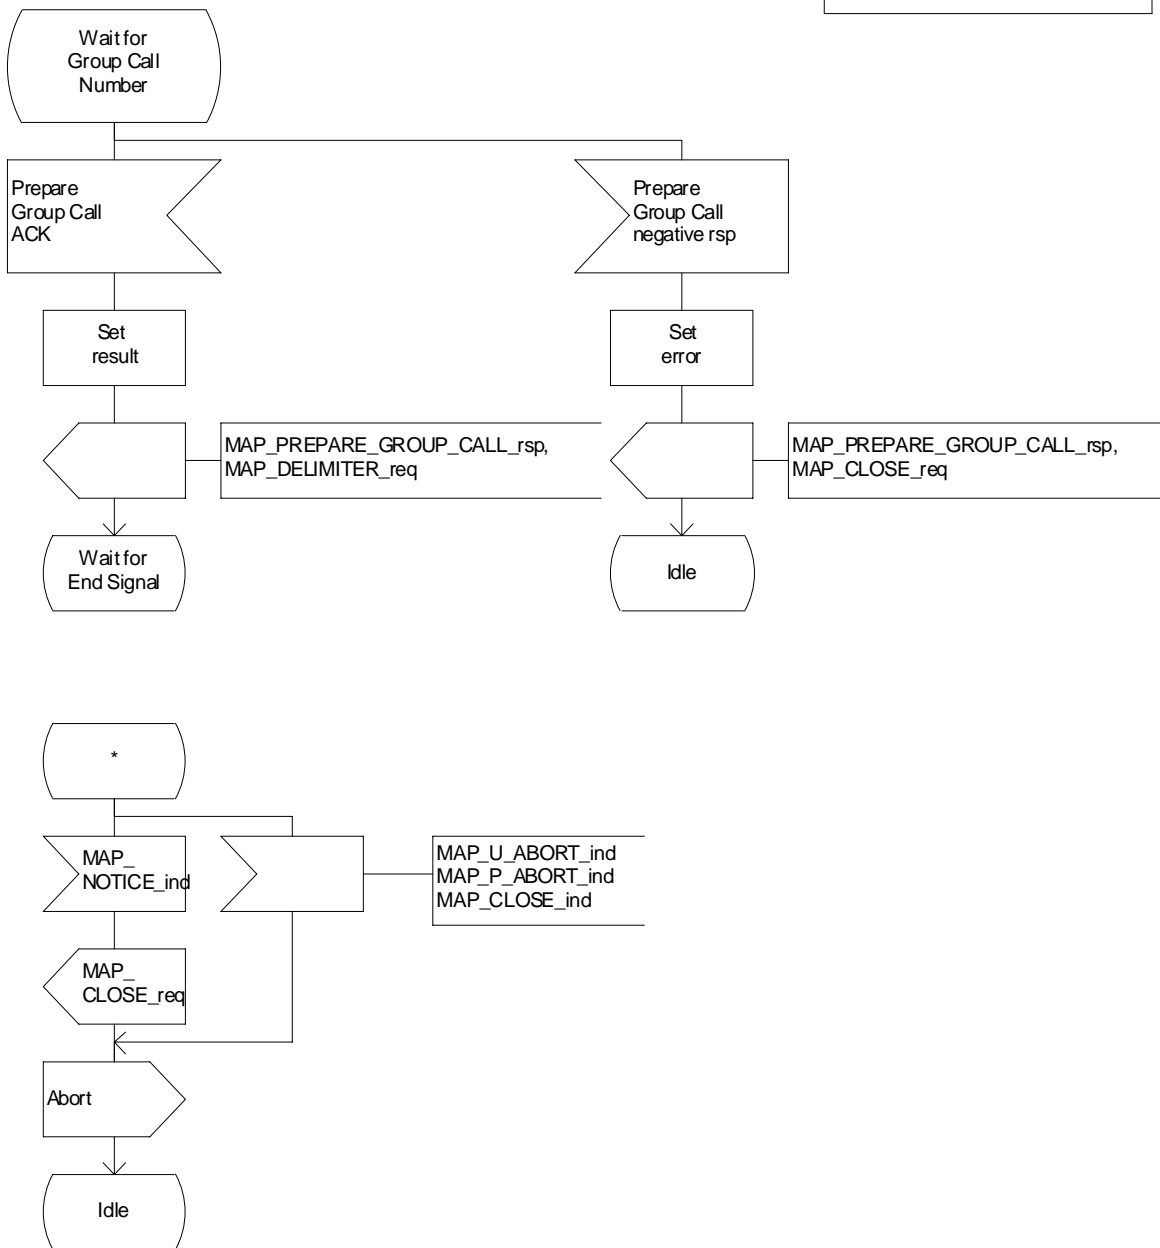 Wait for
Group Call
Number
Prepare
Group Call
ACK
Prepare
Group Call
negative rsp
Set
result
Set
error
MAP_PREPARE_GROUP_CALL_rsp,
MAP_DELIMITER_req
MAP_PREPARE_GROUP_CALL_rsp,
MAP_CLOSE_req
Wait for
End Signal
Idle
*
MAP_
NOTICE_ind
MAP_U_ABORT_ind
MAP_P_ABORT_ind
MAP_CLOSE_ind
MAP_
CLOSE_req
Abort
Idle